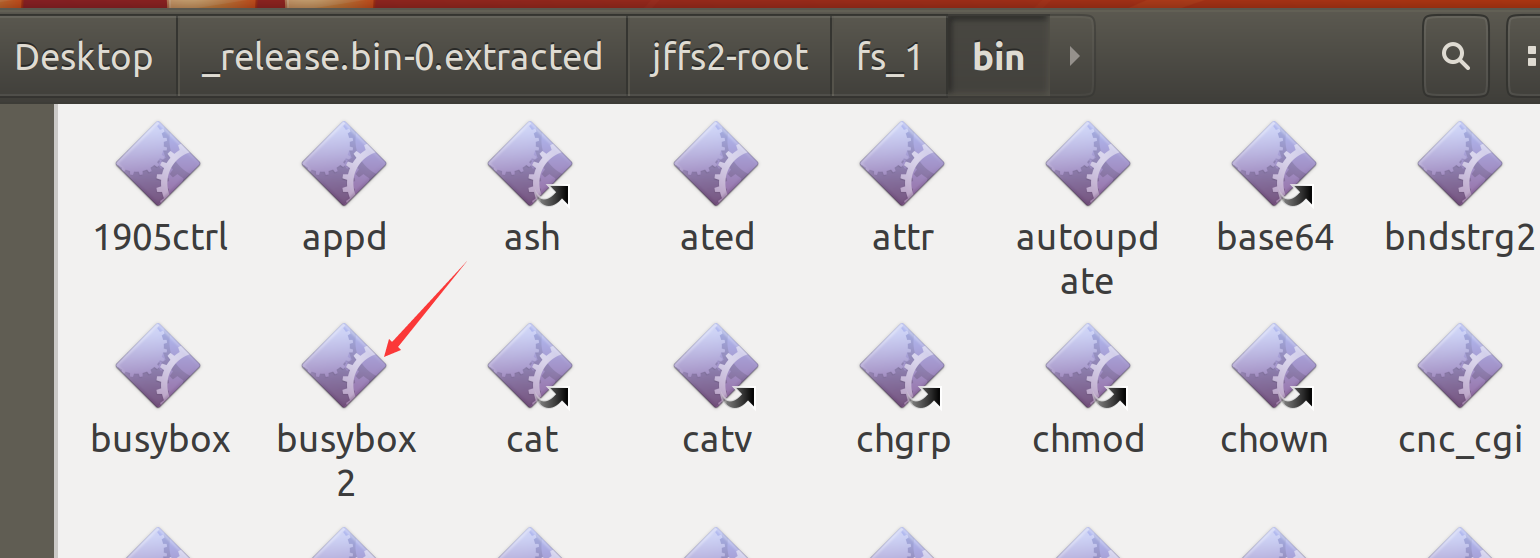 Desktop
_release.bin-0.extracted
jffs2-root
fs_1
bin
1905ctrl
appd
ash
ated
attr
autoupd
ate
base64
bndstrg2
busybox
busybox
2
cat
catv
chgrp
chmod
chown
cnc_cgi